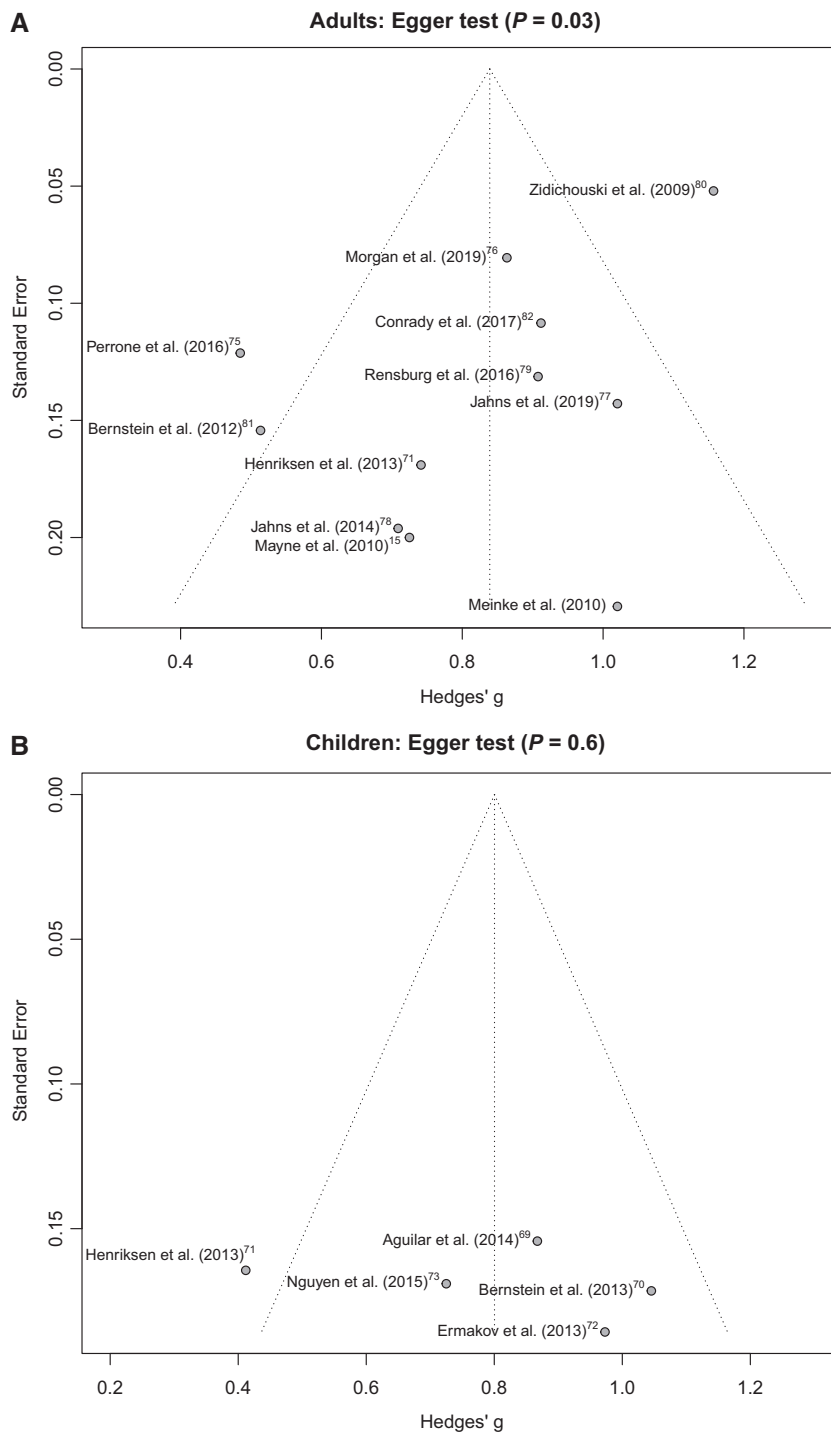 A
Adults: Egger test (P = 0.03)
0.00
0.05
0.10
0.15
0.20
Standard Error
Zidichouski et al. (2009)80
Morgan et al. (2019)76
Conrady et al. (2017)82
Perrone et al. (2016)75
Rensburg et al. (2016)79
Jahns et al. (2019)77
Bernstein et al. (2012)81
Henriksen et al. (2013)71
Jahns et al. (2014)78
Mayne et al. (2010)15
Meinke et al. (2010)
0.4 0.6 0.8 1.0 1.2
Hedges' g
B
Children: Egger test (P = 0.6)
0.00
0.05
0.10
0.15
Standard Error
Aguilar et al. (2014)69
Henriksen et al. (2013)71
Nguyen et al. (2015)73
Bernstein et al. (2013)70
Ermakov et al. (2013)72
0.2 0.4 0.6 0.8 1.0 1.2
Hedges' g